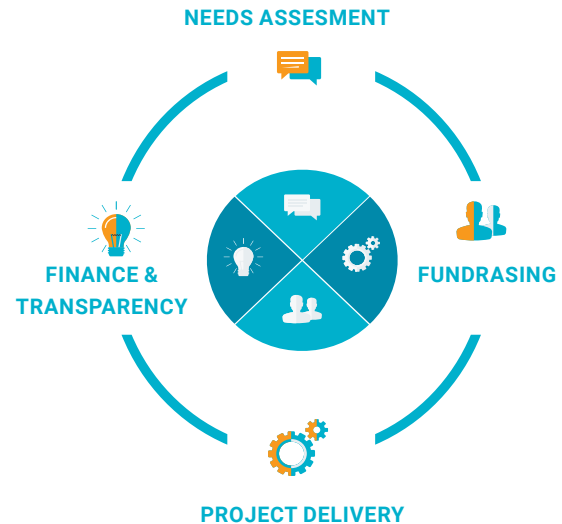 NEEDS ASSESMENT
FINANCE &
TRANSPARENCY
FUNDRASING
PROJECT DELIVERY